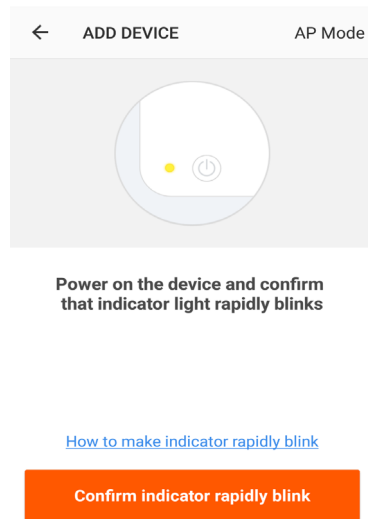 ADD DEVICE AP Mode
Power on the device and confirm
that indicator light rapidly blinks
How to make indicator rapidly blink
Confirm indicator rapidly blink